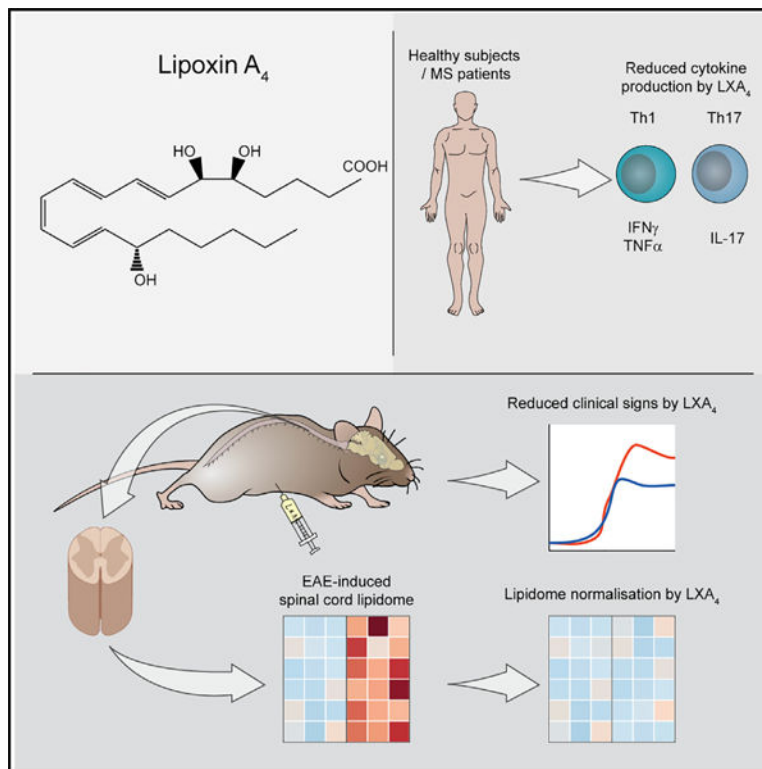 Lipoxin A₄
HO
OH
COOH
OH
Healthy subjects
/ MS patients
Reduced cytokine
production by LXA₄
Th1
Th17
IFNγ
TNFα
IL-17
Reduced clinical signs by LXA₄
EAE-induced
spinal cord lipidome
Lipidome normalisation by LXA₄